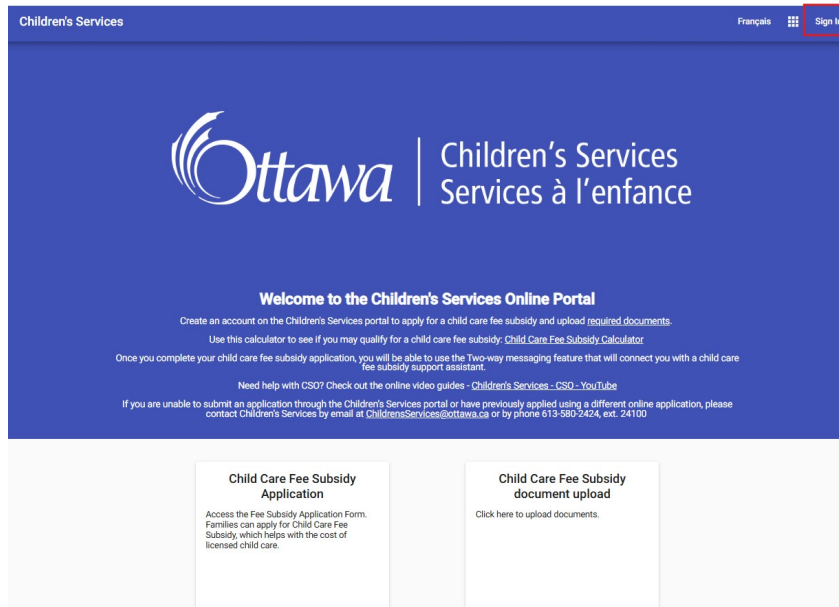 Children's Services
Français
Sign In
Ottawa
Children's Services
Services à l'enfance
Welcome to the Children's Services Online Portal
Create an account on the Children's Services portal to apply for a child care fee subsidy and upload required documents.
Use this calculator to see if you may qualify for a child care fee subsidy: Child Care Fee Subsidy Calculator
Once you complete your child care fee subsidy application, you will be able to use the Two-way messaging feature that will connect you with a child care
fee subsidy support assistant.
Need help with CSO? Check out the online video guides - Children's Services - CSO - YouTube
If you are unable to submit an application through the Children's Services portal or have previously applied using a different online application, please
contact Children's Services by email at ChildrensServices@ottawa.ca or by phone 613-580-2424, ext. 24100
Child Care Fee Subsidy
Application
Access the Fee Subsidy Application Form.
Families can apply for Child Care Fee
Subsidy, which helps with the cost of
licensed child care.
Child Care Fee Subsidy
document upload
Click here to upload documents.